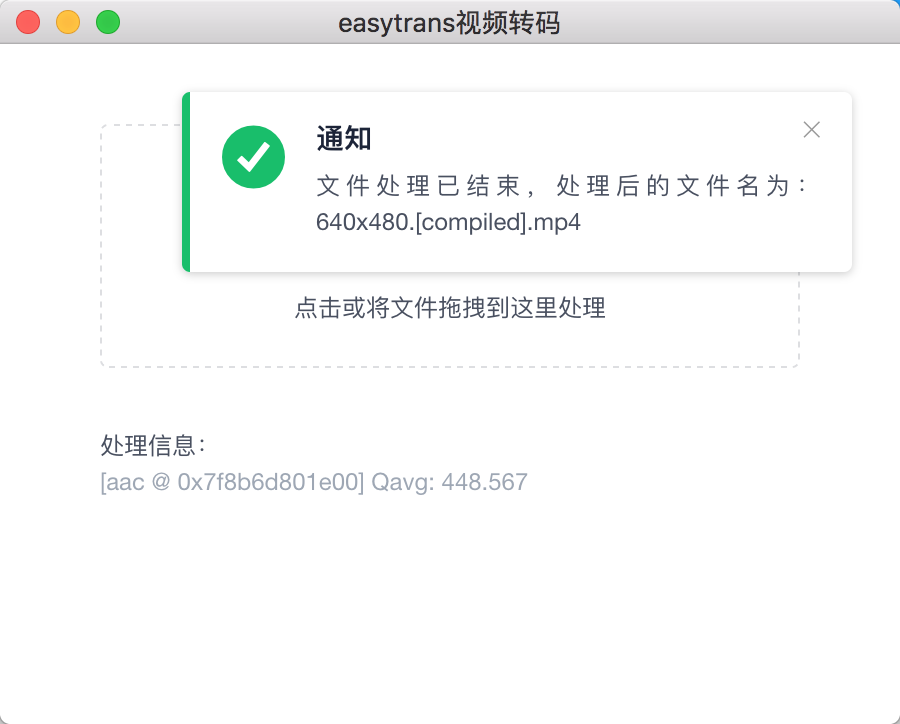 easytrans视频转码
通知
文件处理已结束，处理后的文件名为：
640x480.[compiled].mp4
点击或将文件拖拽到这里处理
处理信息：
[aac @ 0x7f8b6d801e00] Qavg: 448.567